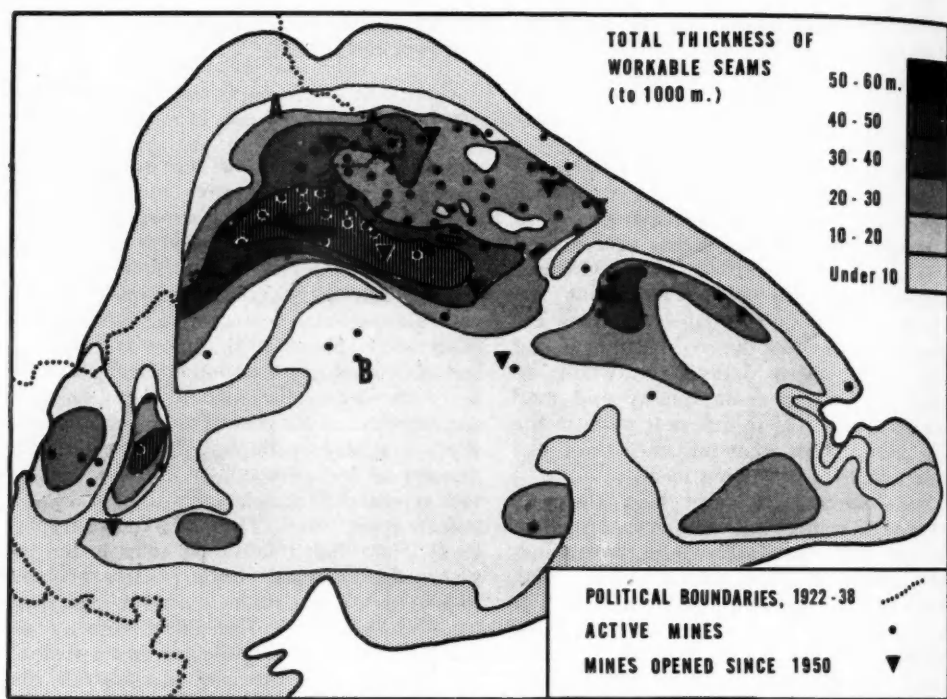 TOTAL THICKNESS OF
WORKABLE SEAMS
(to 1000 m.)
50-60 m.
40-50
30-40
20-30
10-20
Under 10
A
B
POLITICAL BOUNDARIES, 1922-38
ACTIVE MINES
MINES OPENED SINCE 1950